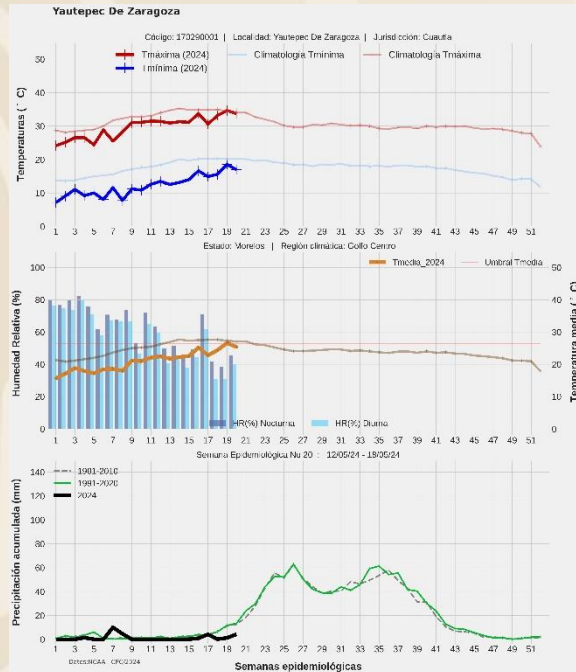 Yautepec De Zaragoza
Código: 170290001 | Localidad: Yautepec De Zaragoza | Jurisdicción: Cuautla
Tmáxima (2024) Climatología Tmínima Climatología Tmáxima
Tmínima (2024)
Temperaturas (° C)
50
40
30
20
10
0
1 3 5 7 9 11 13 15 17 19 21 23 25 27 29 31 33 35 37 39 41 43 45 47 49 51
Estado: Morelos | Región climática: Golfo Centro
Tmedia_2024 Umbral Tmedia
Humedad Relativa (%)
100
80
60
40
20
0
50
40
30
20
10
0
Temperatura media (° C)
HR(%) Nocturna HR(%) Diurna
1 3 5 7 9 11 13 15 17 19 21 23 25 27 29 31 33 35 37 39 41 43 45 47 49 51
Semana Epidemiológica No 20 : 12/05/24 - 18/05/24
1981-2010
1991-2020
2024
Precipitación acumulada (mm)
140
120
100
80
60
40
20
0
Datos:NOAA CPC/2024
1 3 5 7 9 11 13 15 17 19 21 23 25 27 29 31 33 35 37 39 41 43 45 47 49 51
Semanas epidemiológicas